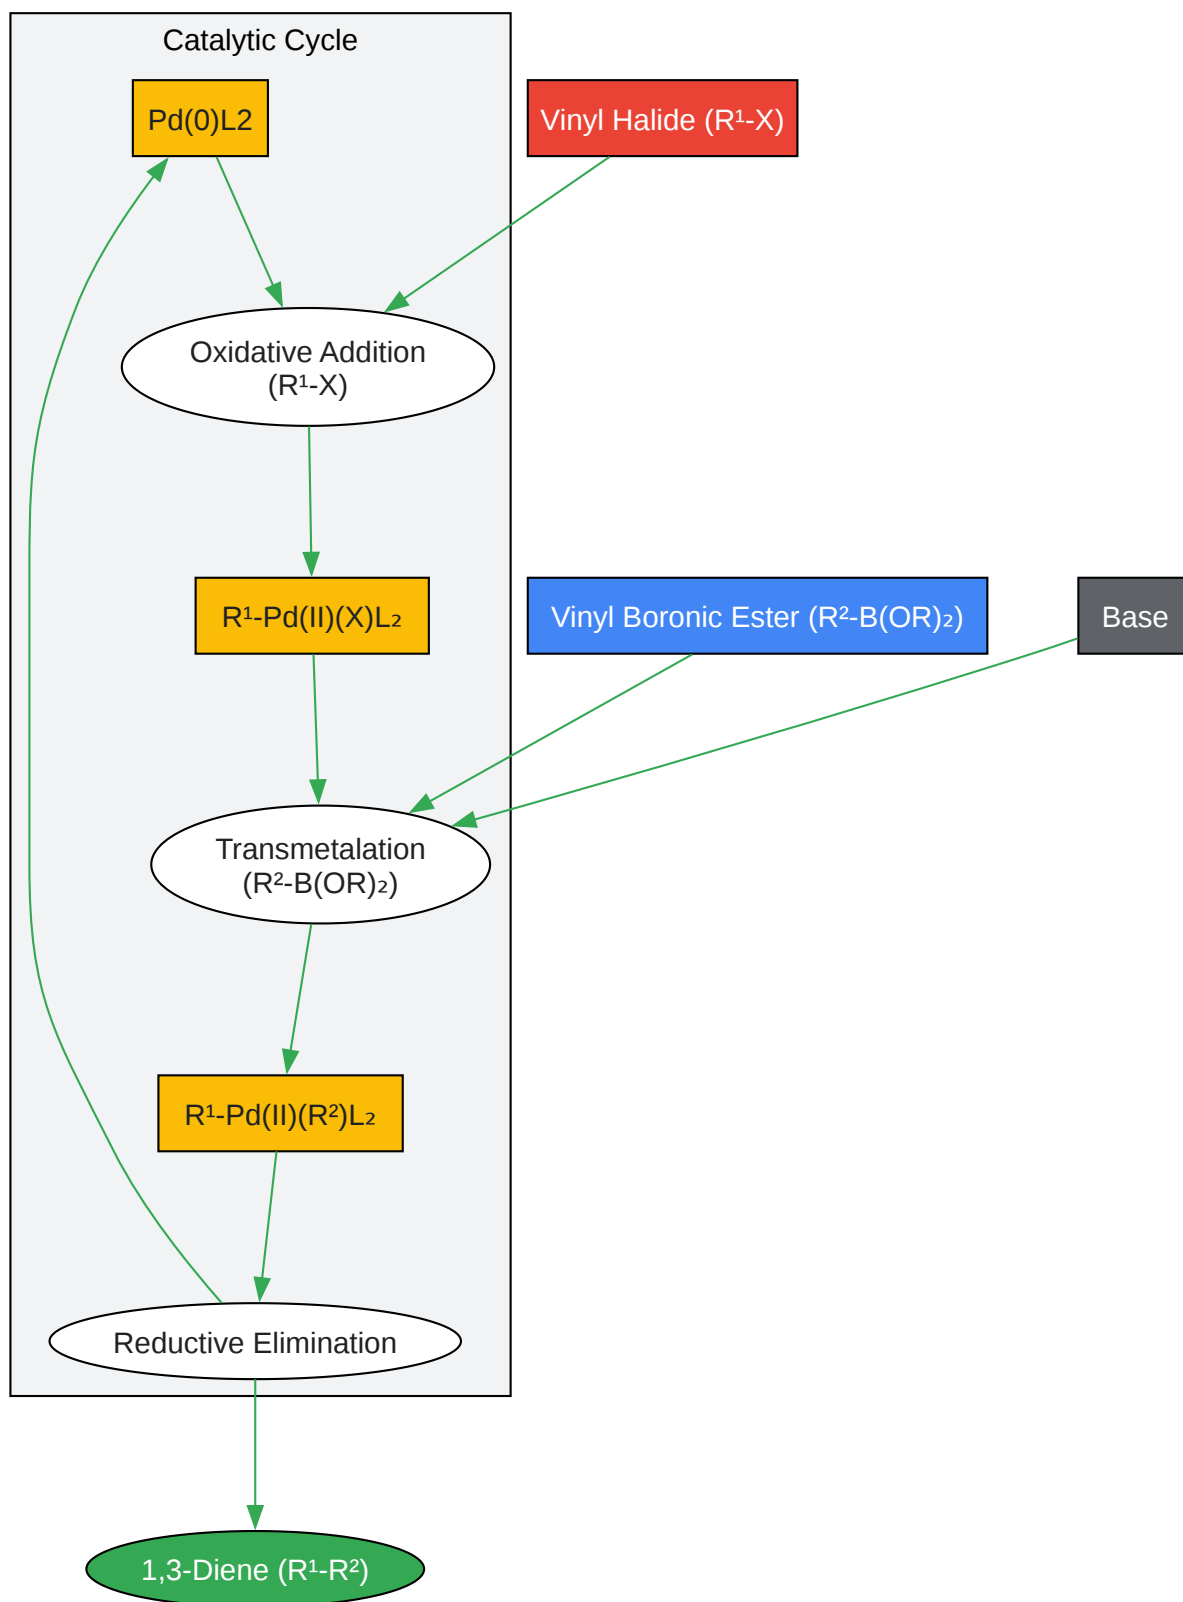 Catalytic Cycle
Pd(0)L2
Vinyl Halide (R¹-X)
Oxidative Addition
(R¹-X)
R¹-Pd(II)(X)L₂
Vinyl Boronic Ester (R²-B(OR)₂)
Base
Transmetalation
(R²-B(OR)₂)
R¹-Pd(II)(R²)L₂
Reductive Elimination
1,3-Diene (R¹-R²)